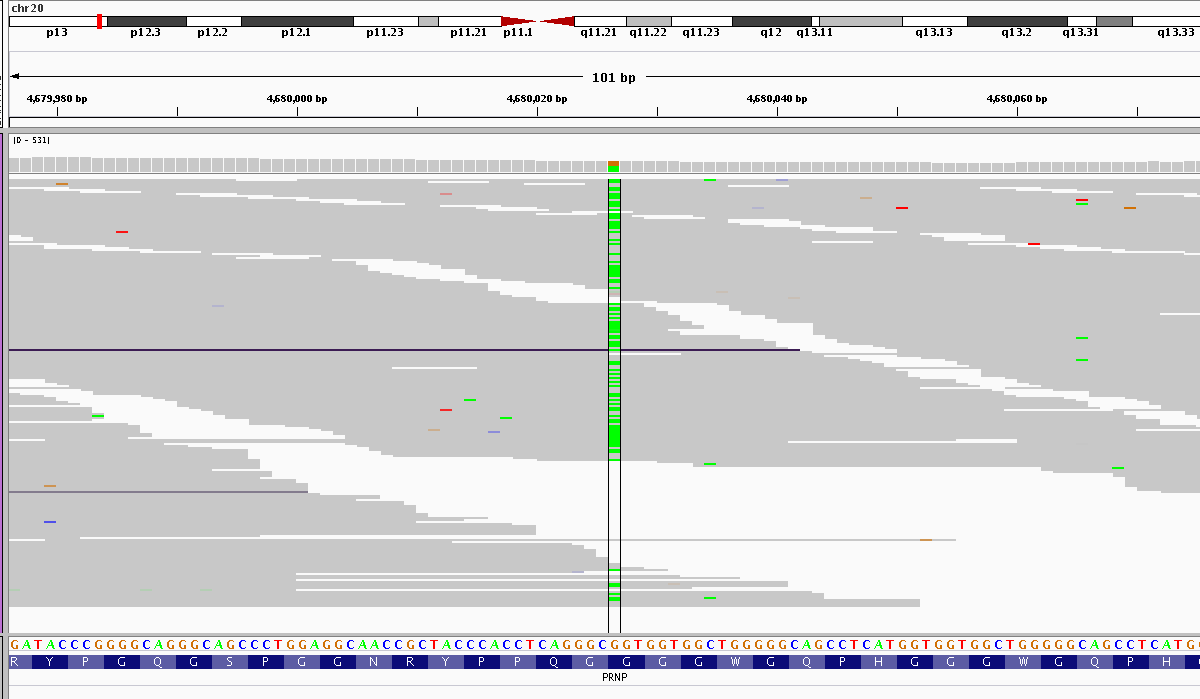 chr20
p13 p12.3 p12.2 p12.1 p11.23 p11.21 p11.1 q11.21 q11.22 q11.23 q12 q13.11 q13.13 q13.2 q13.31 q13.33
101 bp
4,679,980 bp 4,680,000 bp 4,680,020 bp 4,680,040 bp 4,680,060 bp
[0 - 531]
GATACCCGGGGCAGGGCAGCCCTGGAGGCAACCGCTACCCACCTCAGGGCGGTGGTGGCTGGGGGCAGCCTCATGGTGGTGGCTGGGGGCAGCCTCATG
R Y P G Q G S P G G N R Y P P Q G G G G W G Q P H G G G W G Q P H
PRNP